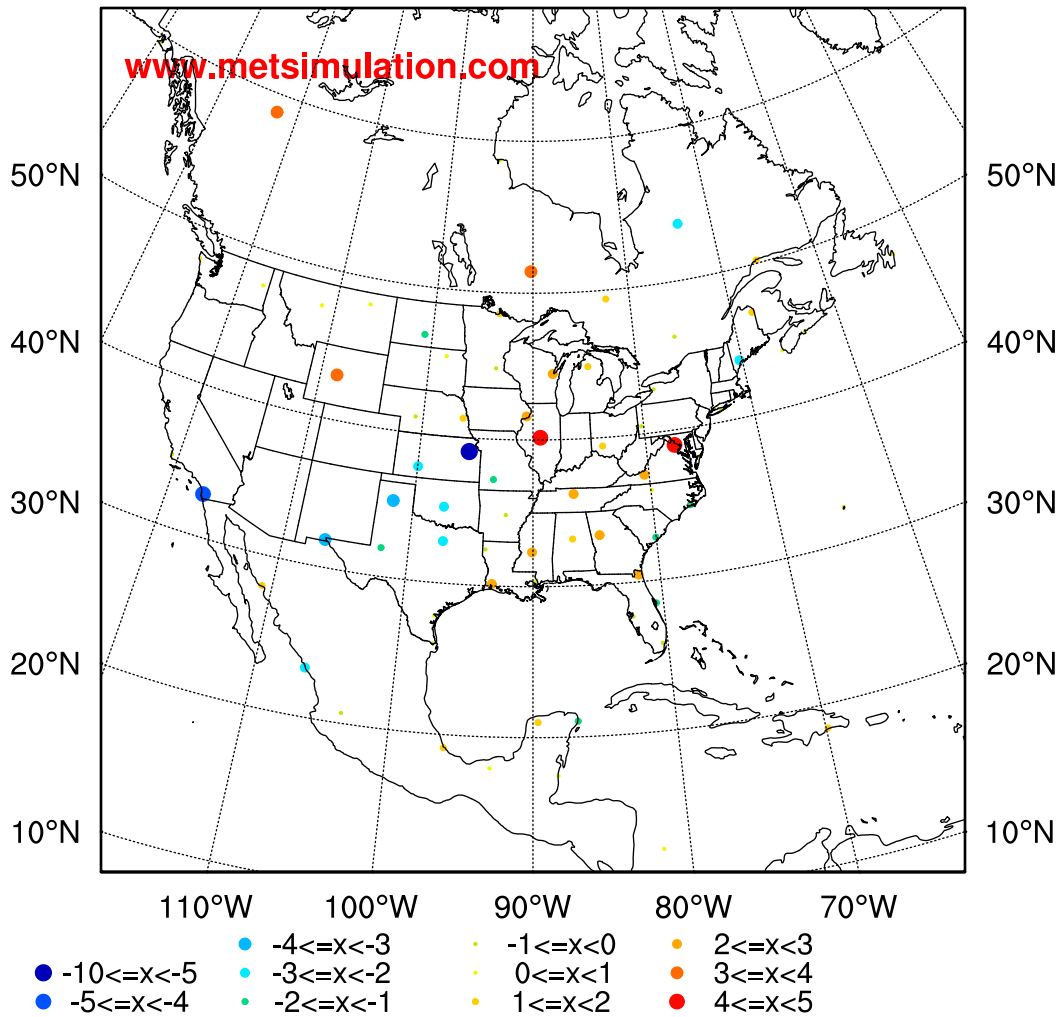 www.metsimulation.com
50°N 50°N
40°N 40°N
30°N 30°N
20°N 20°N
10°N 10°N
110°W 100°W 90°W 80°W 70°W
-4<=x<-3 -1<=x<0 2<=x<3
-10<=x<-5 -3<=x<-2 0<=x<1 3<=x<4
-5<=x<-4 -2<=x<-1 1<=x<2 4<=x<5